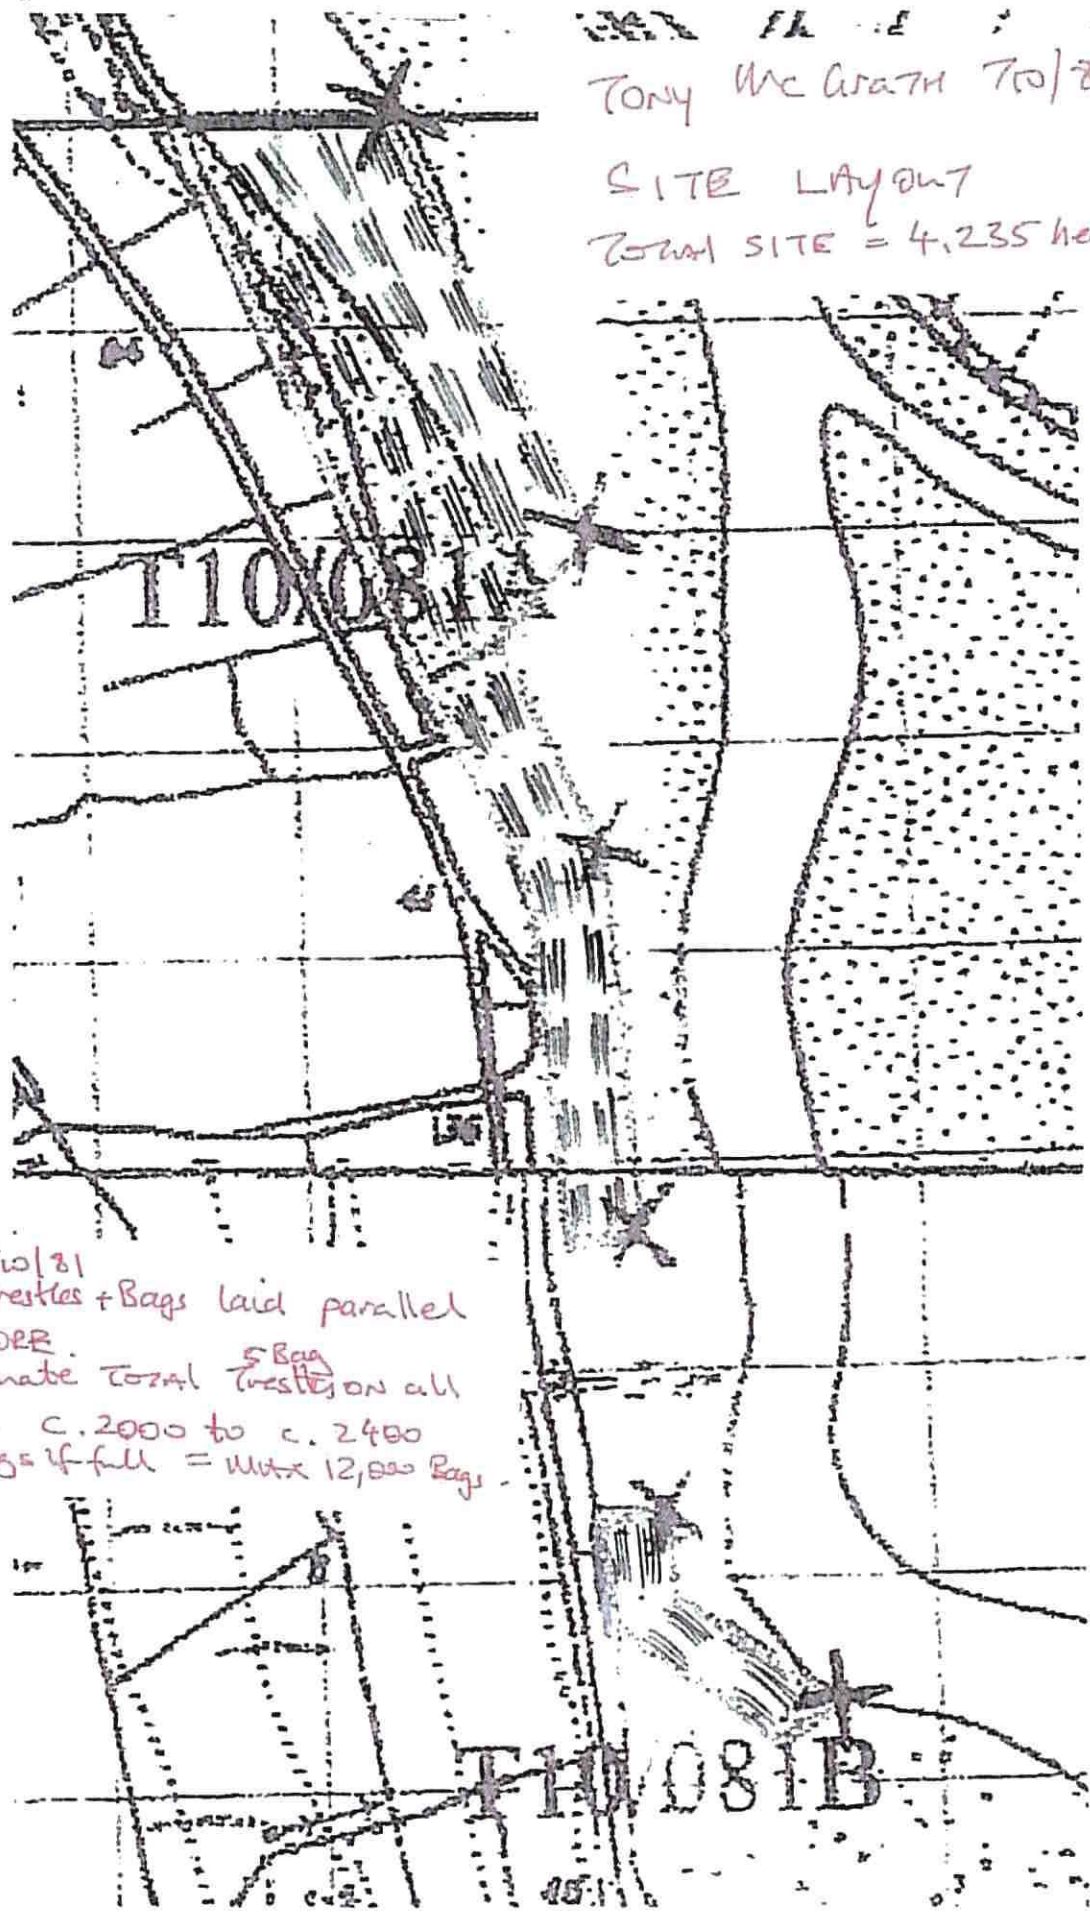 TONY Mc GraTH T10/8
SITE LAYOUT
Total SITE = 4.235 he
T10/081A
10/81
restles + Bags laid parallel
ORE.
mate TOTAL 5 Bag Trestles ON all
c. 2000 to c. 2400
gs if full = MAX 12,000 Bags
T10/081B